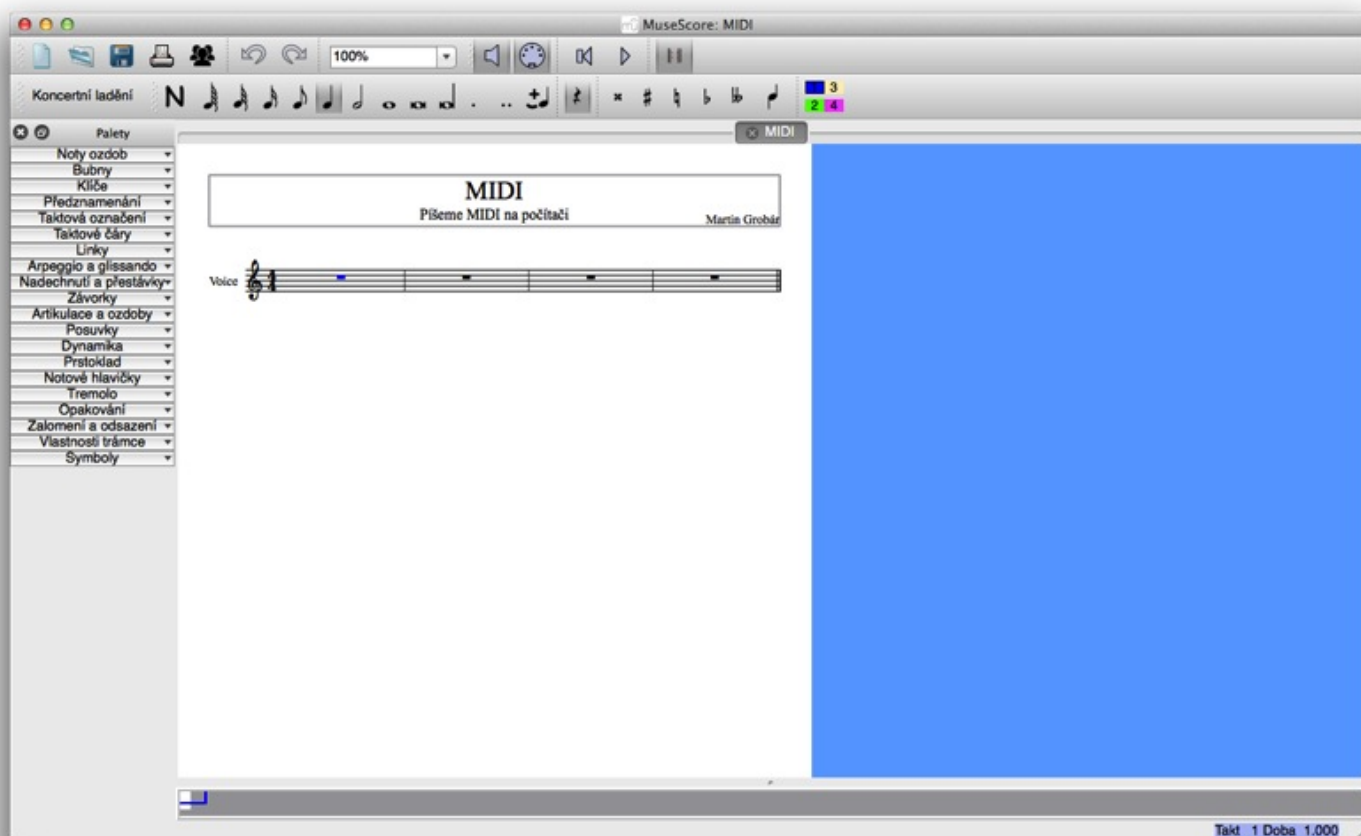 MuseScore: MIDI
100%
Koncertní ladění N
1 3
2 4
Palety
MIDI
Noty ozdob
Bubny
Klíče
Předznamenání
Taktová označení
Taktové čáry
Linky
Arpeggio a glissando
Nadechnutí a přestávky
Závorky
Artikulace a ozdoby
Posuvky
Dynamika
Prstoklad
Notové hlavičky
Tremolo
Opakování
Zalomení a odsazení
Vlastnosti trámce
Symboly
MIDI
Píšeme MIDI na počítači
Martin Grobár
Voice
Takt 1 Doba 1.000